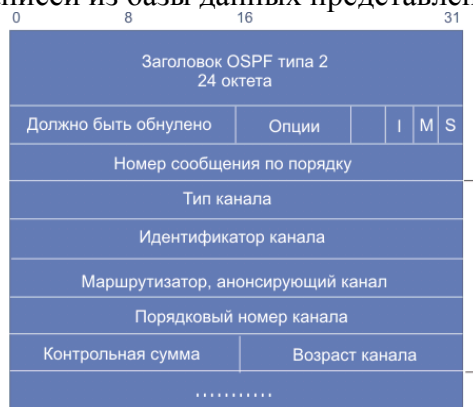 0 8 16 31
Заголовок OSPF типа 2
24 октета
Должно быть обнулено Опции I M S
Номер сообщения по порядку
Тип канала
Идентификатор канала
Маршрутизатор, анонсирующий канал
Порядковый номер канала
Контрольная сумма Возраст канала
...........